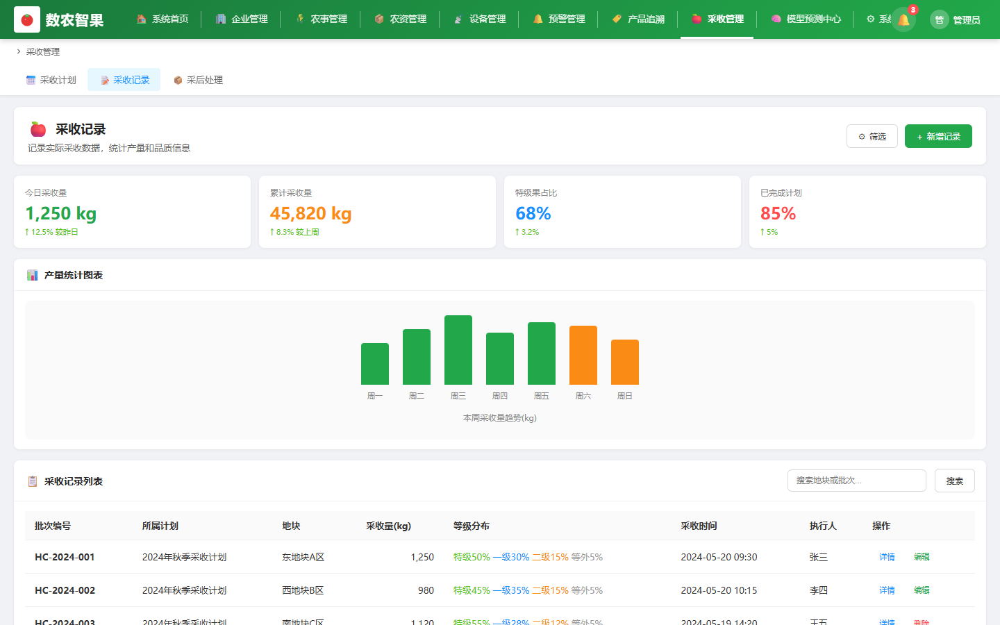 数农智果
系统首页
企业管理
农事管理
农资管理
设备管理
预警管理
产品追溯
采收管理
模型预测中心
系
3
管 管理员
采收管理
采收计划
采收记录
采后处理
采收记录
记录实际采收数据，统计产量和品质信息
筛选
+ 新增记录
今日采收量
1,250 kg
↑ 12.5% 较昨日
累计采收量
45,820 kg
↑ 8.3% 较上周
特级果占比
68%
↑ 3.2%
已完成计划
85%
↑ 5%
产量统计图表
周一 周二 周三 周四 周五 周六 周日
本周采收量趋势(kg)
采收记录列表
搜索地块或批次...
搜索
批次编号 所属计划 地块 采收量(kg) 等级分布 采收时间 执行人 操作
HC-2024-001 2024年秋季采收计划 东地块A区 1,250 特级50% 一级30% 二级15% 等外5% 2024-05-20 09:30 张三 详情 编辑
HC-2024-002 2024年秋季采收计划 西地块B区 980 特级45% 一级35% 二级15% 等外5% 2024-05-20 10:15 李四 详情 编辑
HC-2024-003 2024年秋季采收计划 南地块C区 1,120 特级55% 一级28% 二级12% 等外5% 2024-05-19 14:20 王五 详情 删除